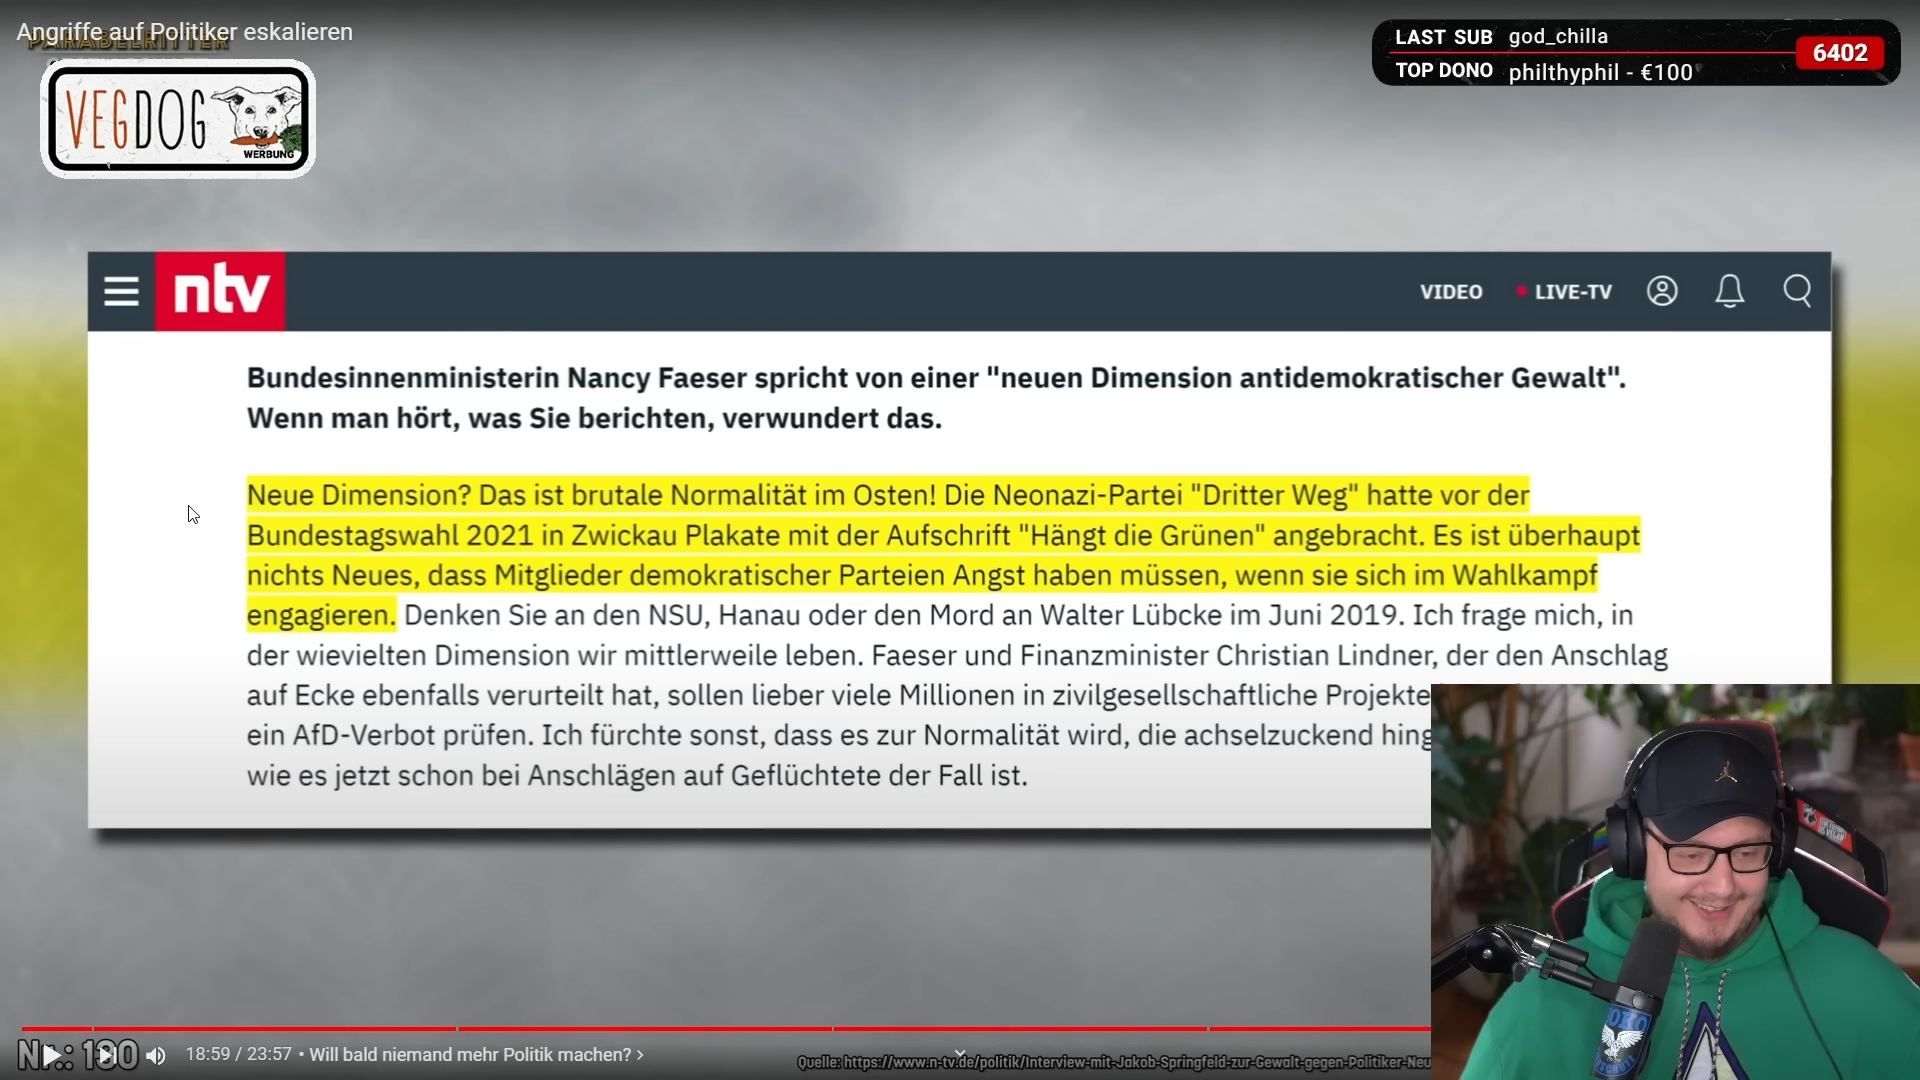 Angriffe auf Politiker eskalieren
PARABELRITTER
VEGDOG
WERBUNG
LAST SUB god_chilla
TOP DONO philthyphil - €100
6402
ntv
VIDEO
LIVE-TV
Bundesinnenministerin Nancy Faeser spricht von einer "neuen Dimension antidemokratischer Gewalt".
Wenn man hört, was Sie berichten, verwundert das.
Neue Dimension? Das ist brutale Normalität im Osten! Die Neonazi-Partei "Dritter Weg" hatte vor der
Bundestagswahl 2021 in Zwickau Plakate mit der Aufschrift "Hängt die Grünen" angebracht. Es ist überhaupt
nichts Neues, dass Mitglieder demokratischer Parteien Angst haben müssen, wenn sie sich im Wahlkampf
engagieren. Denken Sie an den NSU, Hanau oder den Mord an Walter Lübcke im Juni 2019. Ich frage mich, in
der wievielten Dimension wir mittlerweile leben. Faeser und Finanzminister Christian Lindner, der den Anschlag
auf Ecke ebenfalls verurteilt hat, sollen lieber viele Millionen in zivilgesellschaftliche Projekte
ein AfD-Verbot prüfen. Ich fürchte sonst, dass es zur Normalität wird, die achselzuckend hing
wie es jetzt schon bei Anschlägen auf Geflüchtete der Fall ist.
Nr.: 190
18:59 / 23:57 • Will bald niemand mehr Politik machen?
Quelle: https://www.n-tv.de/politik/Interview-mit-Jakob-Springfeld-zur-Gewalt-gegen-Politiker-Neu